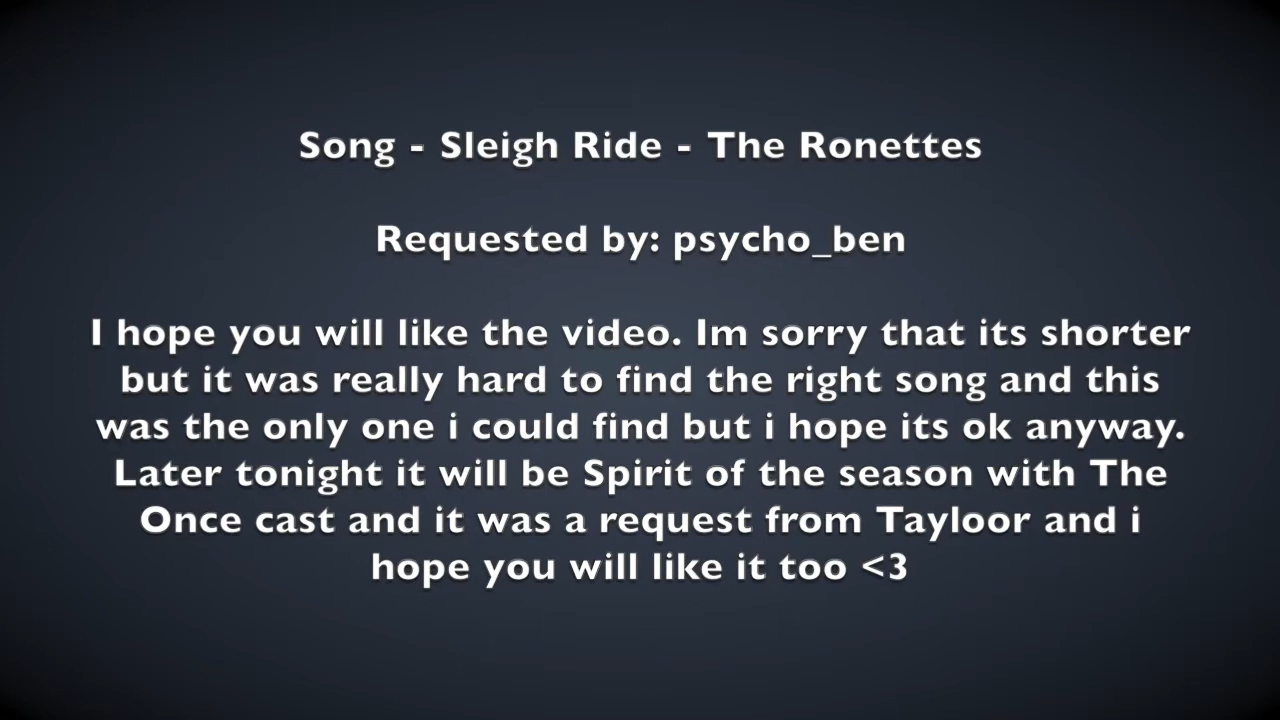 Song - Sleigh Ride - The Ronettes
Requested by: psycho_ben
I hope you will like the video. Im sorry that its shorter
but it was really hard to find the right song and this
was the only one i could find but i hope its ok anyway.
Later tonight it will be Spirit of the season with The
Once cast and it was a request from Tayloor and i
hope you will like it too <3